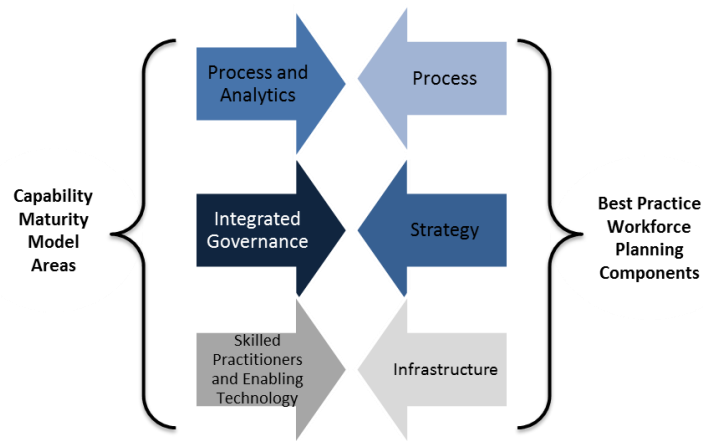 Capability
Maturity
Model
Areas
Process and
Analytics
Process
Integrated
Governance
Strategy
Skilled
Practitioners
and Enabling
Technology
Infrastructure
Best Practice
Workforce
Planning
Components